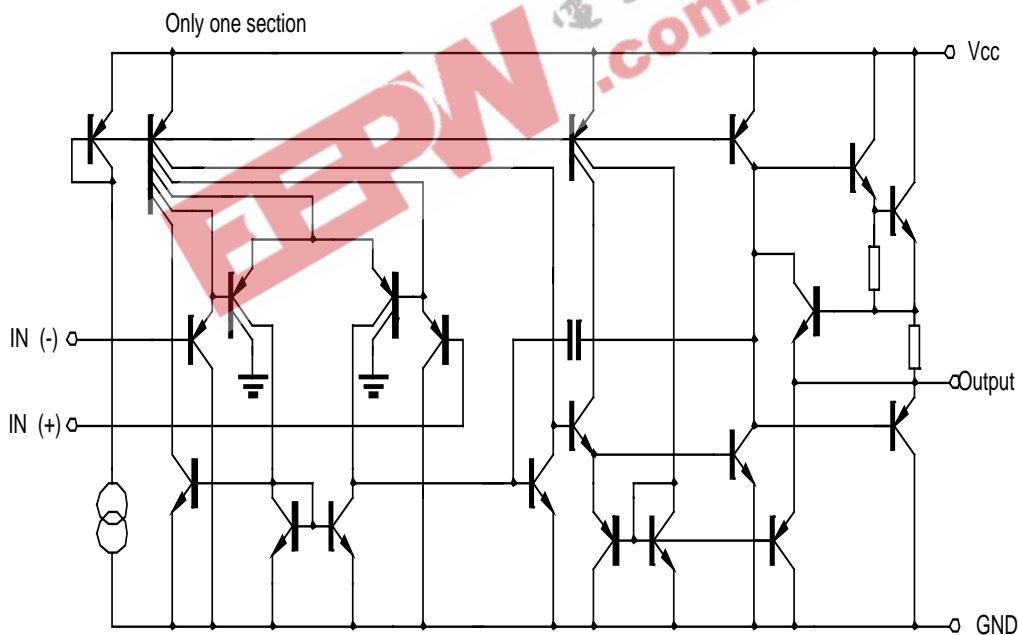 Only one section
Vcc
EEPW
.com
IN (-)
Output
IN (+)
GND